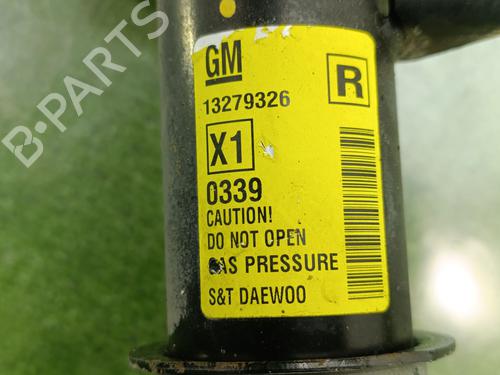 GM
R
13279326
X1
0339
CAUTION!
DO NOT OPEN
GAS PRESSURE
S&T DAEWOO
B-PARTS